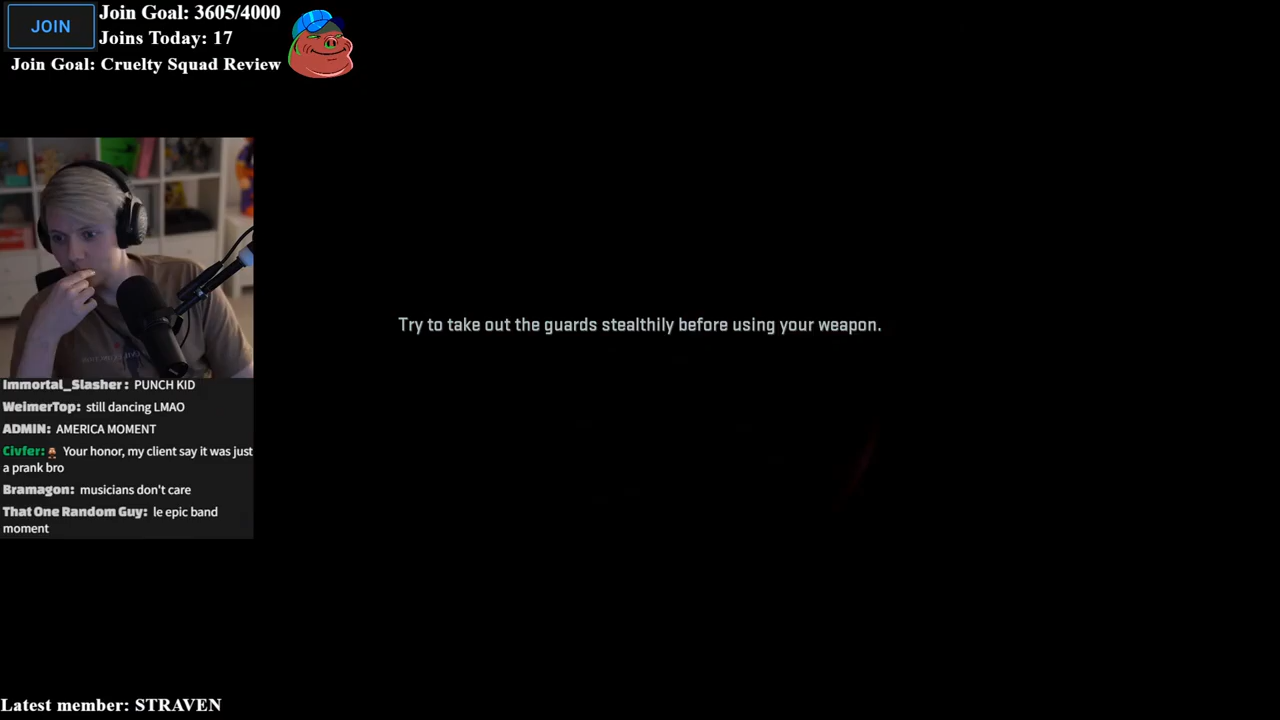 JOIN
Join Goal: 3605/4000
Joins Today: 17
Join Goal: Cruelty Squad Review
Try to take out the guards stealthily before using your weapon.
Immortal_Slasher: PUNCH KID
WeimerTop: still dancing LMAO
ADMIN: AMERICA MOMENT
Civfer: Your honor, my client say it was just
a prank bro
Bramagon: musicians don't care
That One Random Guy: le epic band
moment
Latest member: STRAVEN